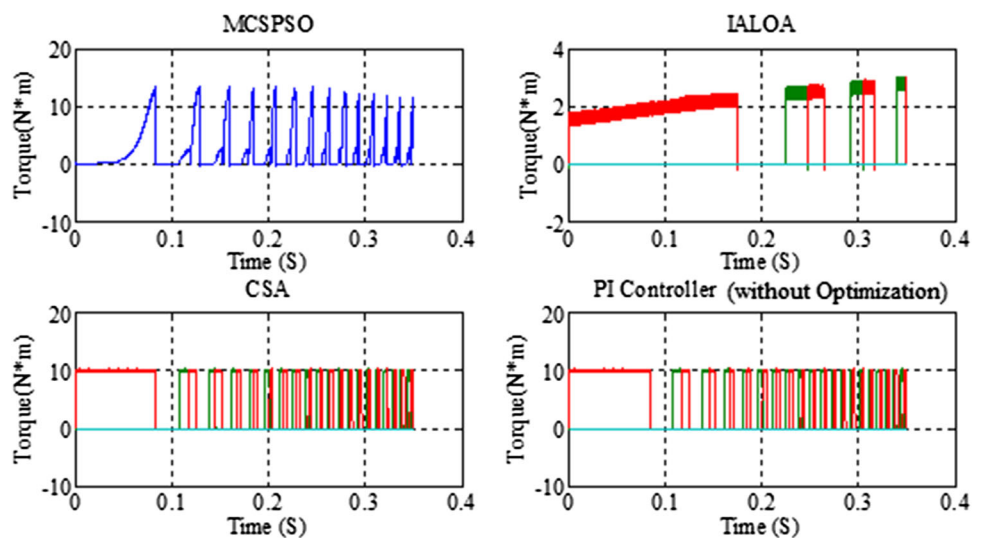 MCSPSO
20
10
0
-10
Torque(N*m)
0 0.1 0.2 0.3 0.4
Time (S)
IALOA
4
2
0
-2
Torque(N*m)
0 0.1 0.2 0.3 0.4
Time (S)
CSA
20
10
0
-10
Torque(N*m)
0 0.1 0.2 0.3 0.4
Time (S)
PI Controller (without Optimization)
20
10
0
-10
Torque(N*m)
0 0.1 0.2 0.3 0.4
Time (S)